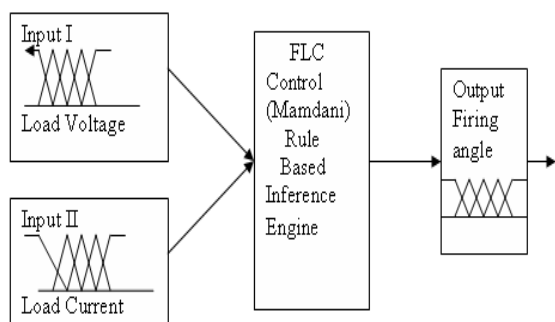 Input I
Load Voltage
Input II
Load Current
FLC
Control
(Mamdani)
Rule
Based
Inference
Engine
Output
Firing
angle